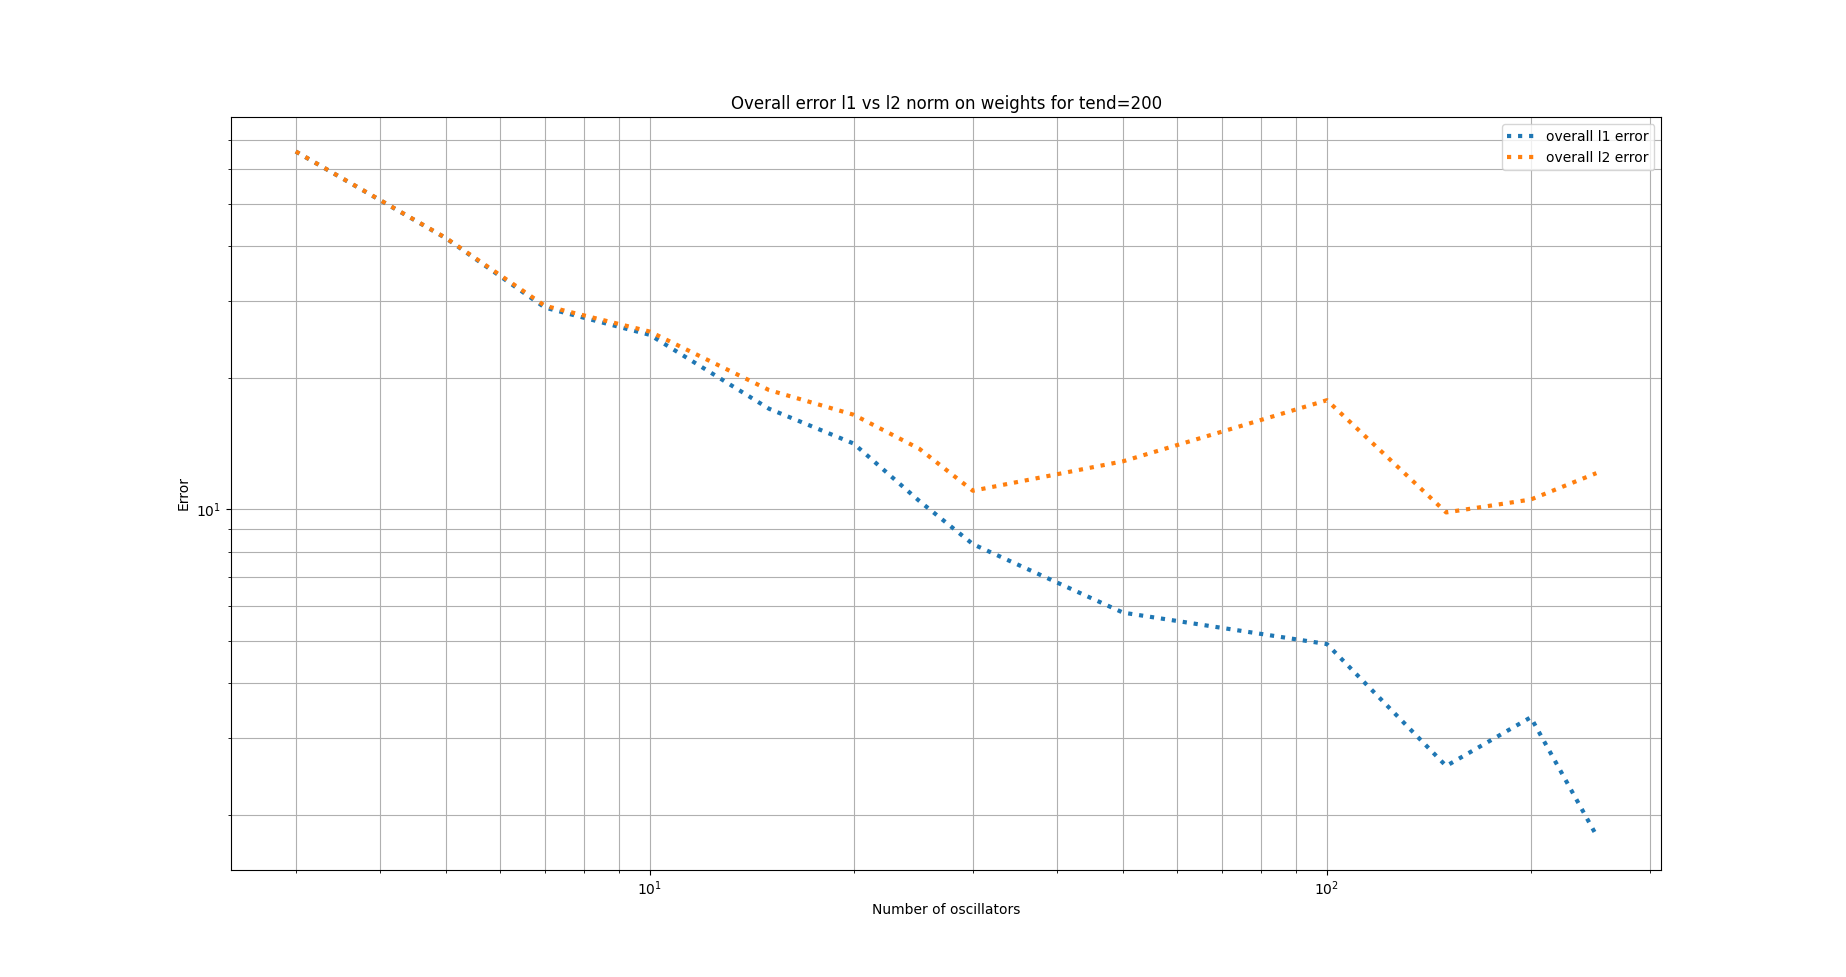 Overall error l1 vs l2 norm on weights for tend=200
overall l1 error
overall l2 error
Error
10¹
10¹
10²
Number of oscillators